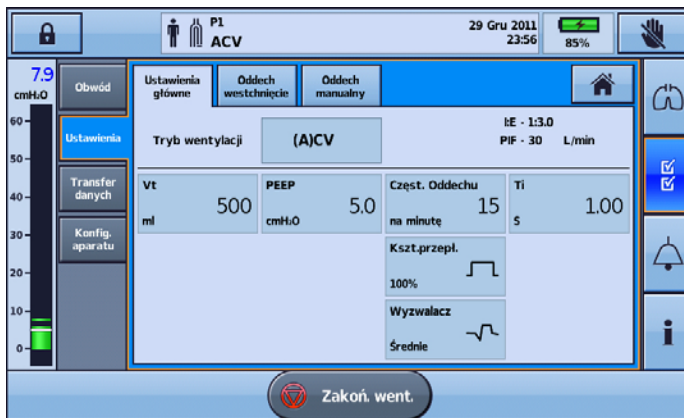 P1
ACV
29 Gru 2011
23:56
85%
7.9
cmH₂O
60
50
40
30
20
10
0
Obwód
Ustawienia
Transfer
danych
Konfig.
aparatu
Ustawienia
główne
Oddech
westchnięcie
Oddech
manualny
Tryb wentylacji
(A)CV
I:E - 1:3.0
PIF - 30 L/min
Vt
500
ml
PEEP
5.0
cmH₂O
Częst. Oddechu
15
na minutę
Ti
1.00
S
Kszt.przepł.
100%
Wyzwalacz
Średnie
Zakoń. went.